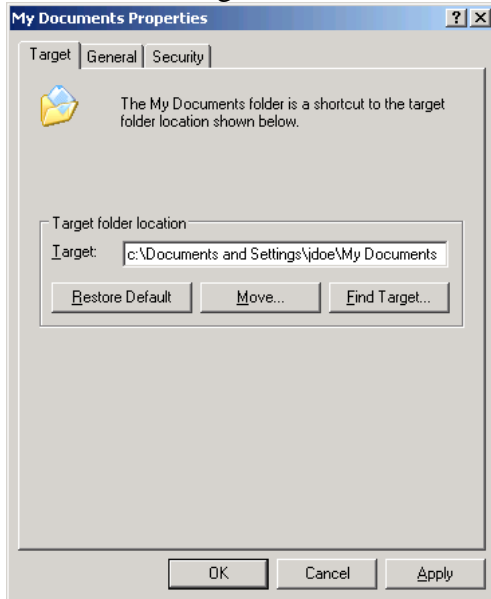 My Documents Properties
Target General Security
The My Documents folder is a shortcut to the target
folder location shown below.
Target folder location
Target: c:\Documents and Settings\jdoe\My Documents
Restore Default Move... Find Target...
OK Cancel Apply